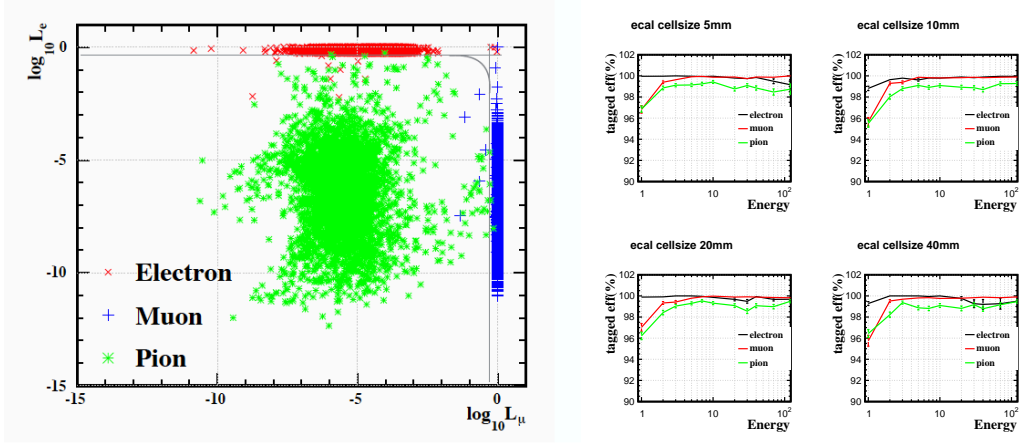 log10 Le
0
-5
-10
-15
Electron
Muon
Pion
-15
-10
-5
0
log10Lμ
ecal cellsize 5mm
tagged eff(%)
102
100
98
96
94
92
90
electron
muon
pion
1
10
10²
Energy
ecal cellsize 10mm
tagged eff(%)
102
100
98
96
94
92
90
electron
muon
pion
1
10
10²
Energy
ecal cellsize 20mm
tagged eff(%)
102
100
98
96
94
92
90
electron
muon
pion
1
10
10²
Energy
ecal cellsize 40mm
tagged eff(%)
102
100
98
96
94
92
90
electron
muon
pion
1
10
10²
Energy